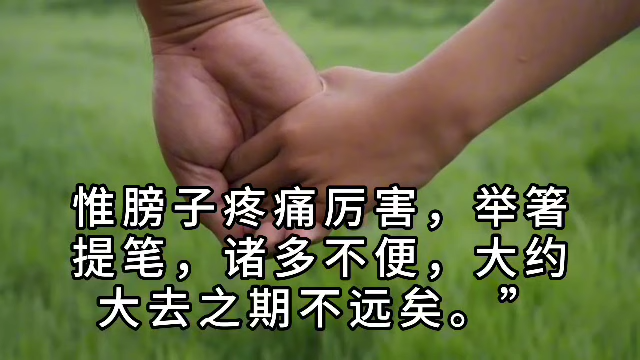 惟膀子疼痛厉害，举箸
提笔，诸多不便，大约
大去之期不远矣。”